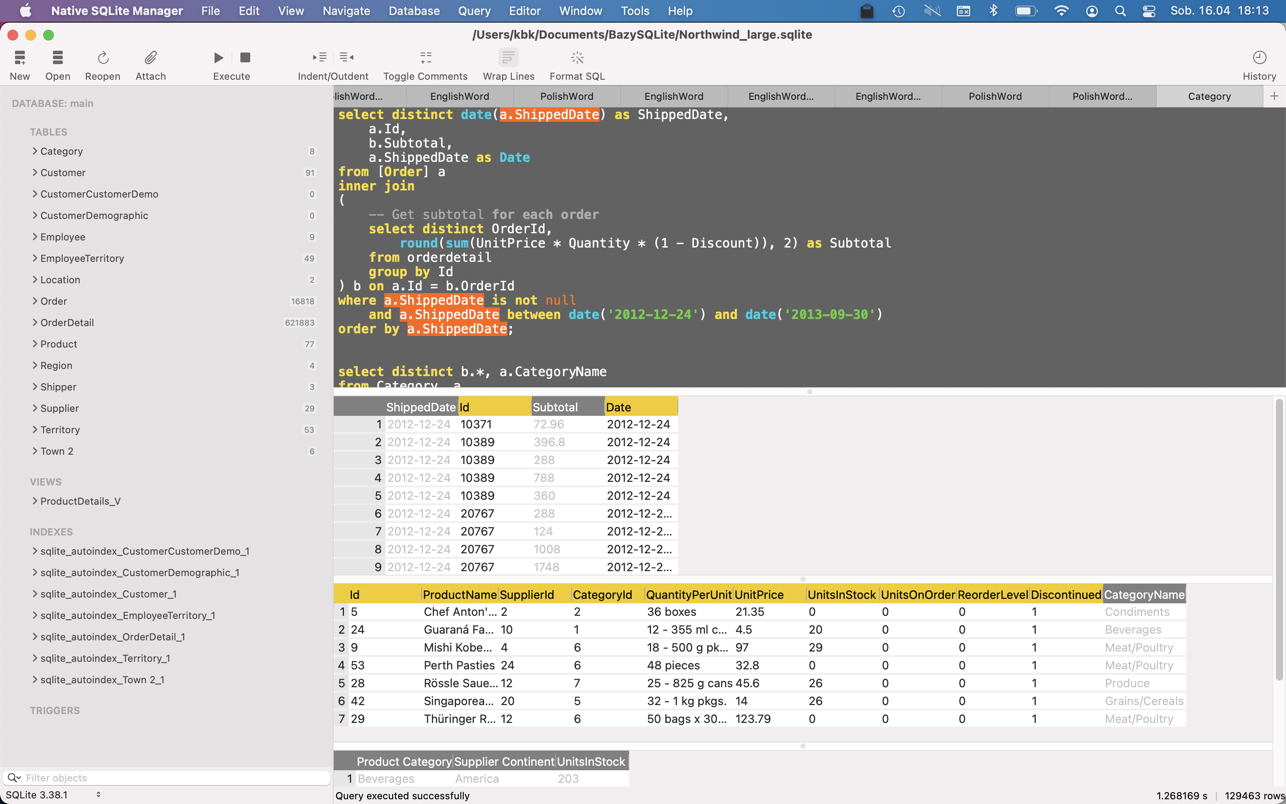 Native SQLite Manager File Edit View Navigate Database Query Editor Window Tools Help Sob. 16.04 18:13
/Users/kbk/Documents/BazySQLite/Northwind_large.sqlite
New Open Reopen Attach Execute Indent/Outdent Toggle Comments Wrap Lines Format SQL History
DATABASE: main
TABLES
Category 8
Customer 91
CustomerCustomerDemo 0
CustomerDemographic 0
Employee 9
EmployeeTerritory 49
Location 2
Order 16818
OrderDetail 621883
Product 77
Region 4
Shipper 3
Supplier 29
Territory 53
Town 2 6
VIEWS
ProductDetails_V
INDEXES
sqlite_autoindex_CustomerCustomerDemo_1
sqlite_autoindex_CustomerDemographic_1
sqlite_autoindex_Customer_1
sqlite_autoindex_EmployeeTerritory_1
sqlite_autoindex_OrderDetail_1
sqlite_autoindex_Territory_1
sqlite_autoindex_Town 2_1
TRIGGERS
Filter objects
SQLite 3.38.1
lishWord... EnglishWord PolishWord EnglishWord EnglishWord... EnglishWord... PolishWord PolishWord... Category +
select distinct date(a.ShippedDate) as ShippedDate,
a.Id,
b.Subtotal,
a.ShippedDate as Date
from [Order] a
inner join
(
-- Get subtotal for each order
select distinct OrderId,
round(sum(UnitPrice * Quantity * (1 - Discount)), 2) as Subtotal
from orderdetail
group by Id
) b on a.Id = b.OrderId
where a.ShippedDate is not null
and a.ShippedDate between date('2012-12-24') and date('2013-09-30')
order by a.ShippedDate;
select distinct b.*, a.CategoryName
from Category a
ShippedDate Id Subtotal Date
1 2012-12-24 10371 72.96 2012-12-24
2 2012-12-24 10389 396.8 2012-12-24
3 2012-12-24 10389 288 2012-12-24
4 2012-12-24 10389 788 2012-12-24
5 2012-12-24 10389 360 2012-12-24
6 2012-12-24 20767 288 2012-12-2...
7 2012-12-24 20767 124 2012-12-2...
8 2012-12-24 20767 1008 2012-12-2...
9 2012-12-24 20767 1748 2012-12-2...
Id ProductName SupplierId CategoryId QuantityPerUnit UnitPrice UnitsInStock UnitsOnOrder ReorderLevel Discontinued CategoryName
1 5 Chef Anton'... 2 2 36 boxes 21.35 0 0 0 1 Condiments
2 24 Guaraná Fa... 10 1 12 - 355 ml c... 4.5 20 0 0 1 Beverages
3 9 Mishi Kobe... 4 6 18 - 500 g pk... 97 29 0 0 1 Meat/Poultry
4 53 Perth Pasties 24 6 48 pieces 32.8 0 0 0 1 Meat/Poultry
5 28 Rössle Saue... 12 7 25 - 825 g cans 45.6 26 0 0 1 Produce
6 42 Singaporea... 20 5 32 - 1 kg pkgs. 14 26 0 0 1 Grains/Cereals
7 29 Thüringer R... 12 6 50 bags x 30... 123.79 0 0 0 1 Meat/Poultry
Product Category Supplier Continent UnitsInStock
1 Beverages America 203
Query executed successfully 1.268169 s 129463 rows